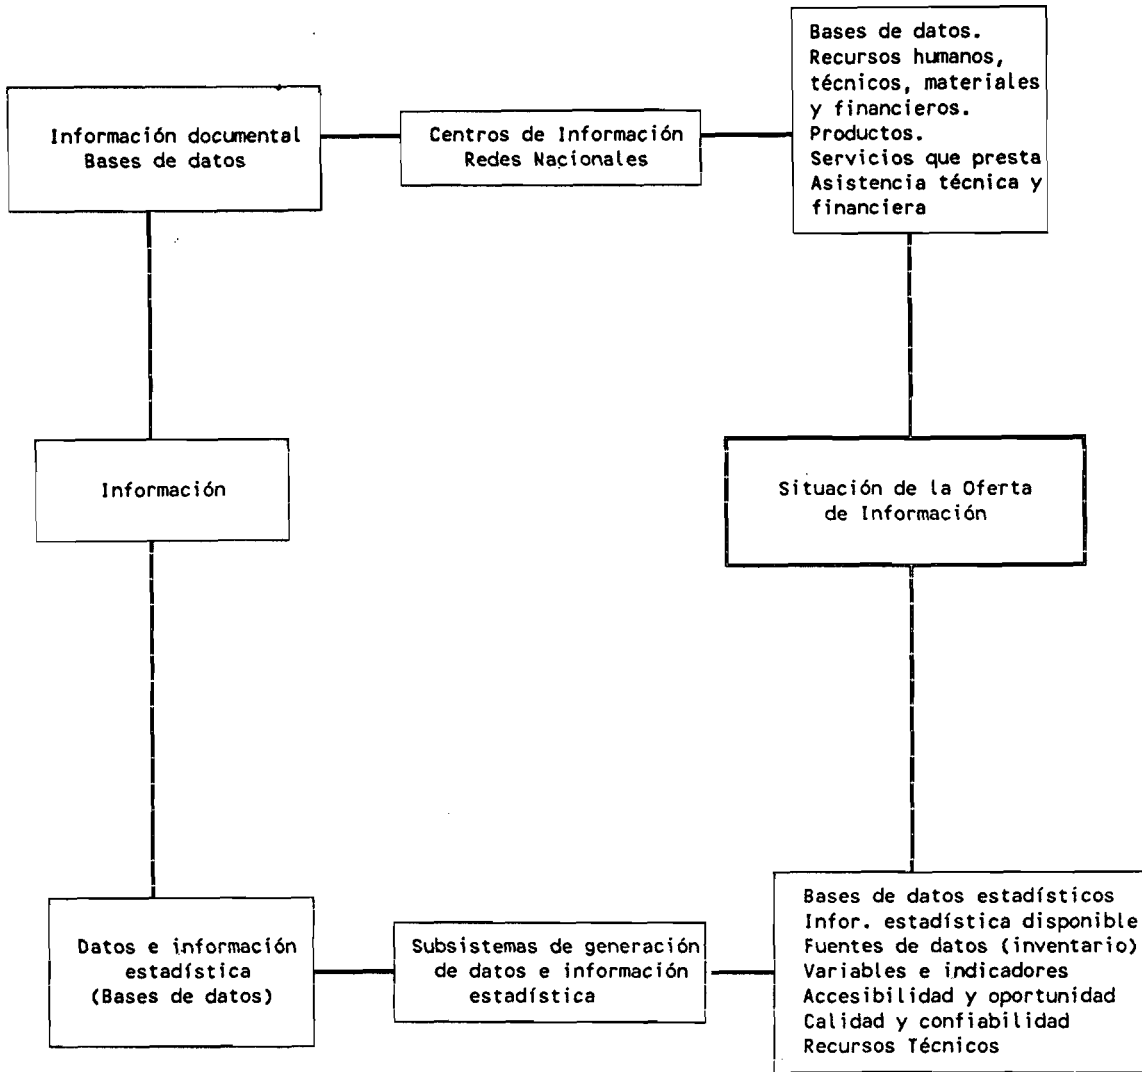 Información documental
Bases de datos
Centros de Información
Redes Nacionales
Bases de datos.
Recursos humanos,
técnicos, materiales
y financieros.
Productos.
Servicios que presta
Asistencia técnica y
financiera
Información
Situación de la Oferta
de Información
Datos e información
estadística
(Bases de datos)
Subsistemas de generación
de datos e información
estadística
Bases de datos estadísticos
Infor. estadística disponible
Fuentes de datos (inventario)
Variables e indicadores
Accesibilidad y oportunidad
Calidad y confiabilidad
Recursos Técnicos